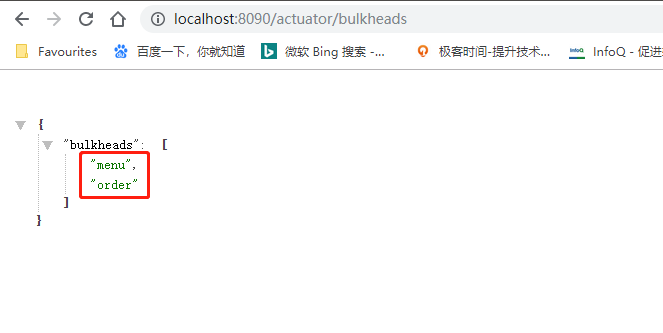 localhost:8090/actuator/bulkheads
Favourites 百度一下，你就知道 微软 Bing 搜索 -... 极客时间-提升技术... InfoQ InfoQ - 促进
{
"bulkheads": [
"menu",
"order"
]
}